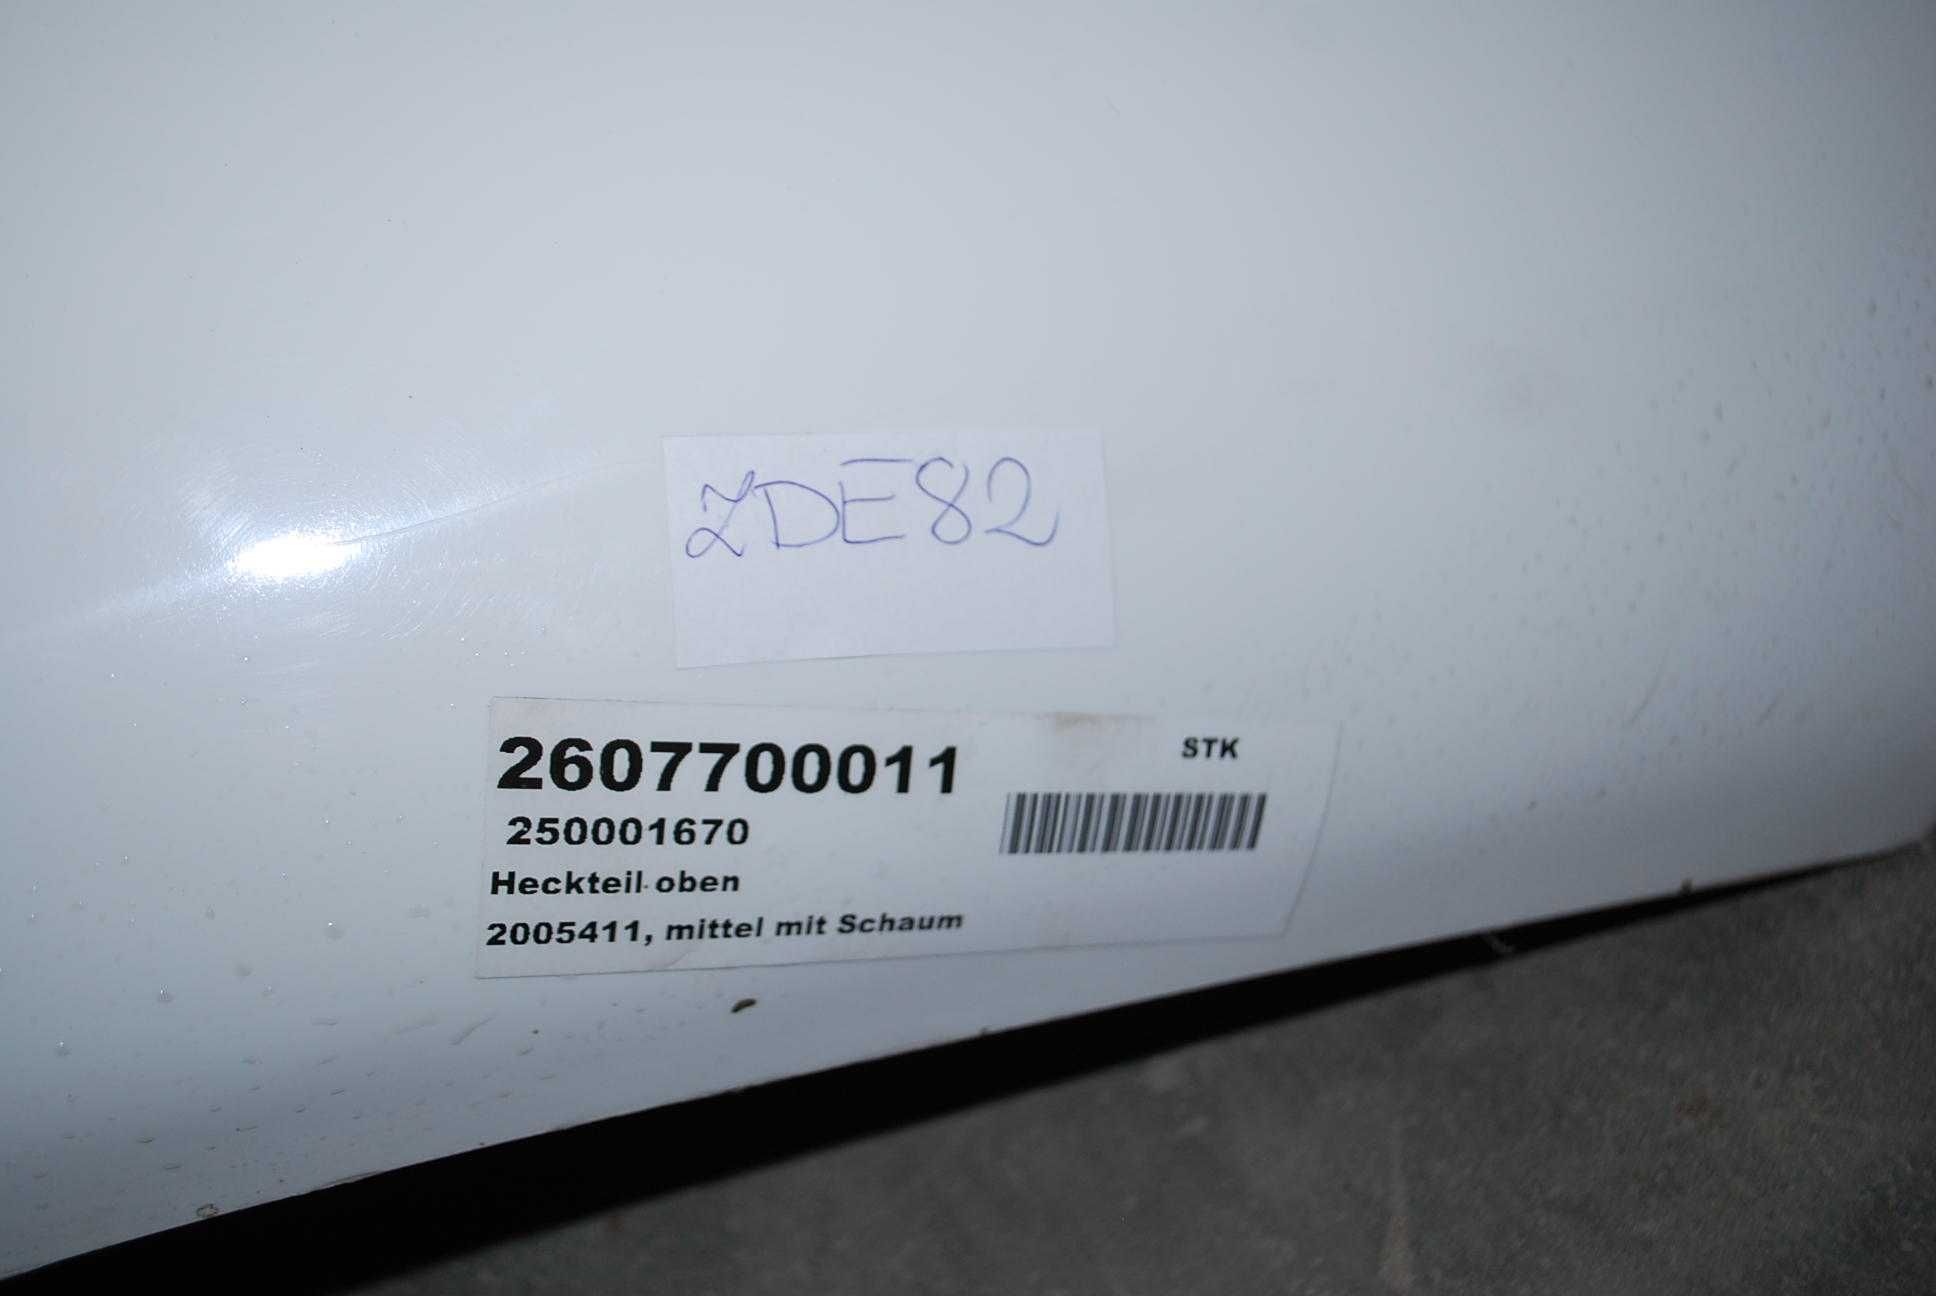 ZDE82
2607700011
STK
250001670
Heckteil oben
2005411, mittel mit Schaum